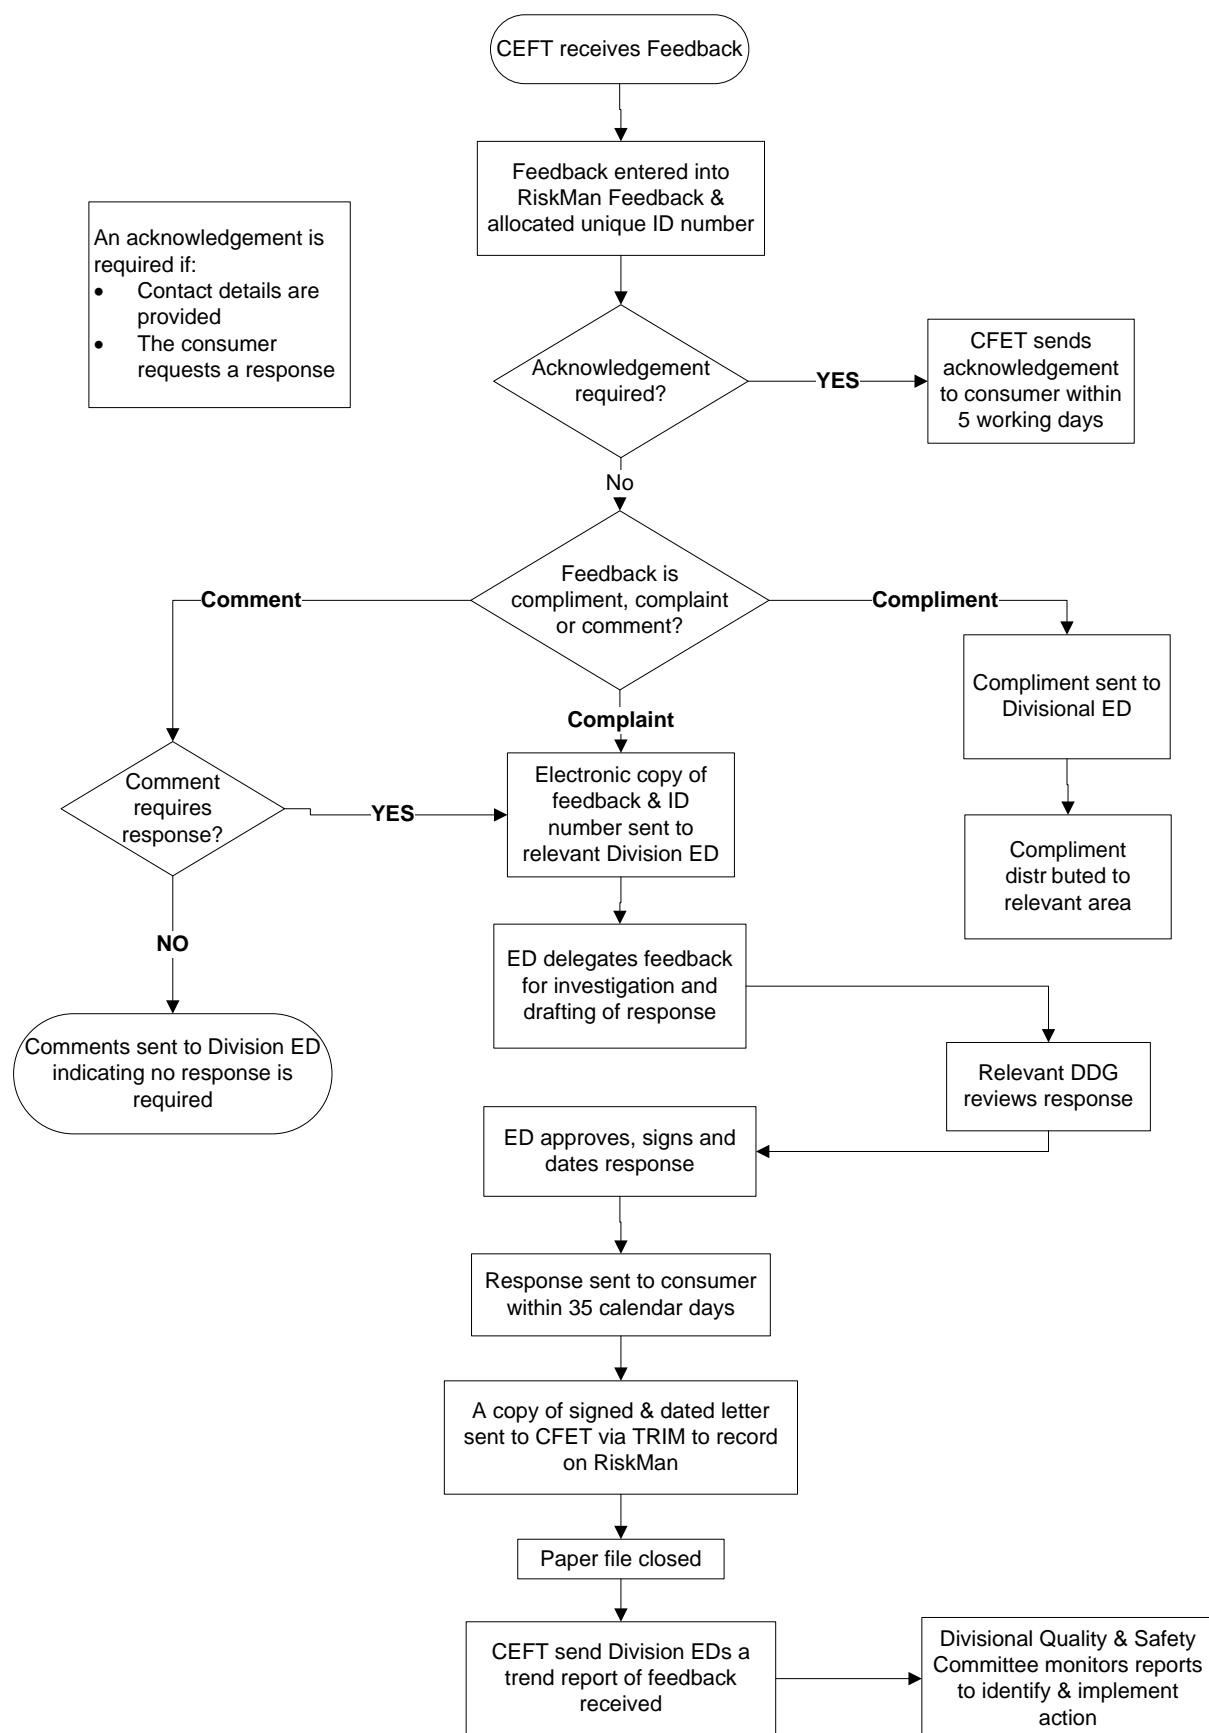 CEFT receives Feedback
Feedback entered into
RiskMan Feedback &
allocated unique ID number
An acknowledgement is
required if:
• Contact details are
provided
• The consumer
requests a response
Acknowledgement
required?
YES
CFET sends
acknowledgement
to consumer within
5 working days
No
Feedback is
compliment, complaint
or comment?
Comment
Compliment
Complaint
Compliment sent to
Divisional ED
Comment
requires
response?
YES
Electronic copy of
feedback & ID
number sent to
relevant Division ED
Compliment
distr buted to
relevant area
NO
ED delegates feedback
for investigation and
drafting of response
Comments sent to Division ED
indicating no response is
required
Relevant DDG
reviews response
ED approves, signs and
dates response
Response sent to consumer
within 35 calendar days
A copy of signed & dated letter
sent to CFET via TRIM to record
on RiskMan
Paper file closed
CEFT send Division EDs a
trend report of feedback
received
Divisional Quality & Safety
Committee monitors reports
to identify & implement
action